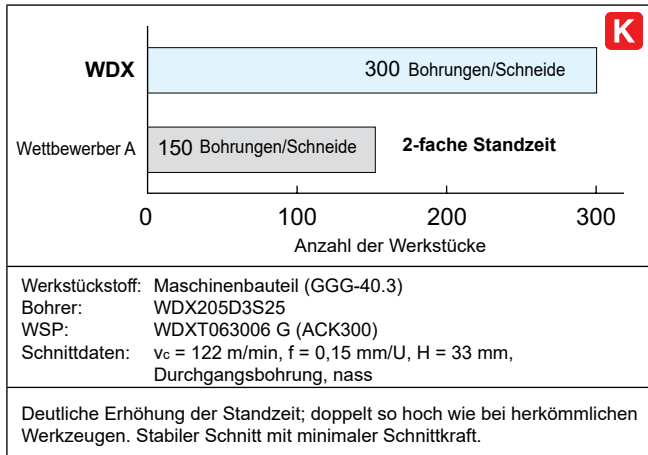 K
WDX
300 Bohrungen/Schneide
Wettbewerber A
150 Bohrungen/Schneide
2-fache Standzeit
0 100 200 300
Anzahl der Werkstücke
Werkstückstoff: Maschinenbauteil (GGG-40.3)
Bohrer: WDX205D3S25
WSP: WDXT063006 G (ACK300)
Schnittdaten: vc = 122 m/min, f = 0,15 mm/U, H = 33 mm,
Durchgangsbohrung, nass
Deutliche Erhöhung der Standzeit; doppelt so hoch wie bei herkömmlichen
Werkzeugen. Stabiler Schnitt mit minimaler Schnittkraft.